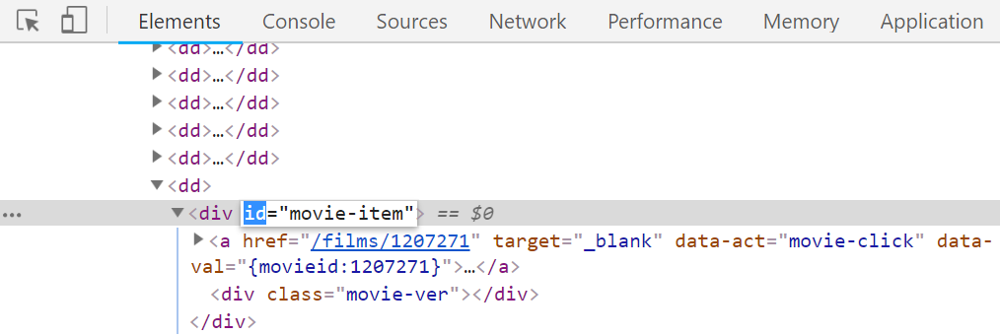 Elements Console Sources Network Performance Memory Application
<dd>…</dd>
<dd>…</dd>
<dd>…</dd>
<dd>…</dd>
<dd>…</dd>
<dd>
… <div id="movie-item"> == $0
<a href="/films/1207271" target="_blank" data-act="movie-click" data-
val="{movieid:1207271}">…</a>
<div class="movie-ver"></div>
</div>